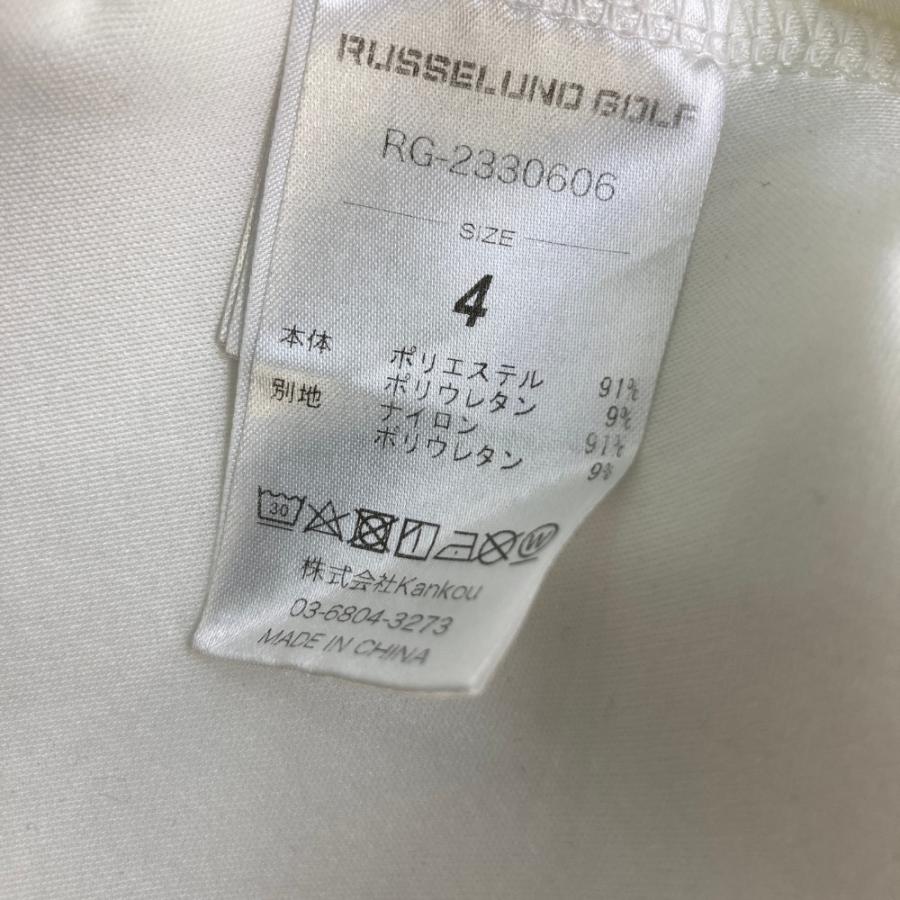 RUSSELUNO GOLF
RG-2330606
SIZE
4
本体 ポリエステル 91%
ポリウレタン 9%
別地 ナイロン 91%
ポリウレタン 9%
30 W
株式会社Kankou
03-6804-3273
MADE IN CHINA